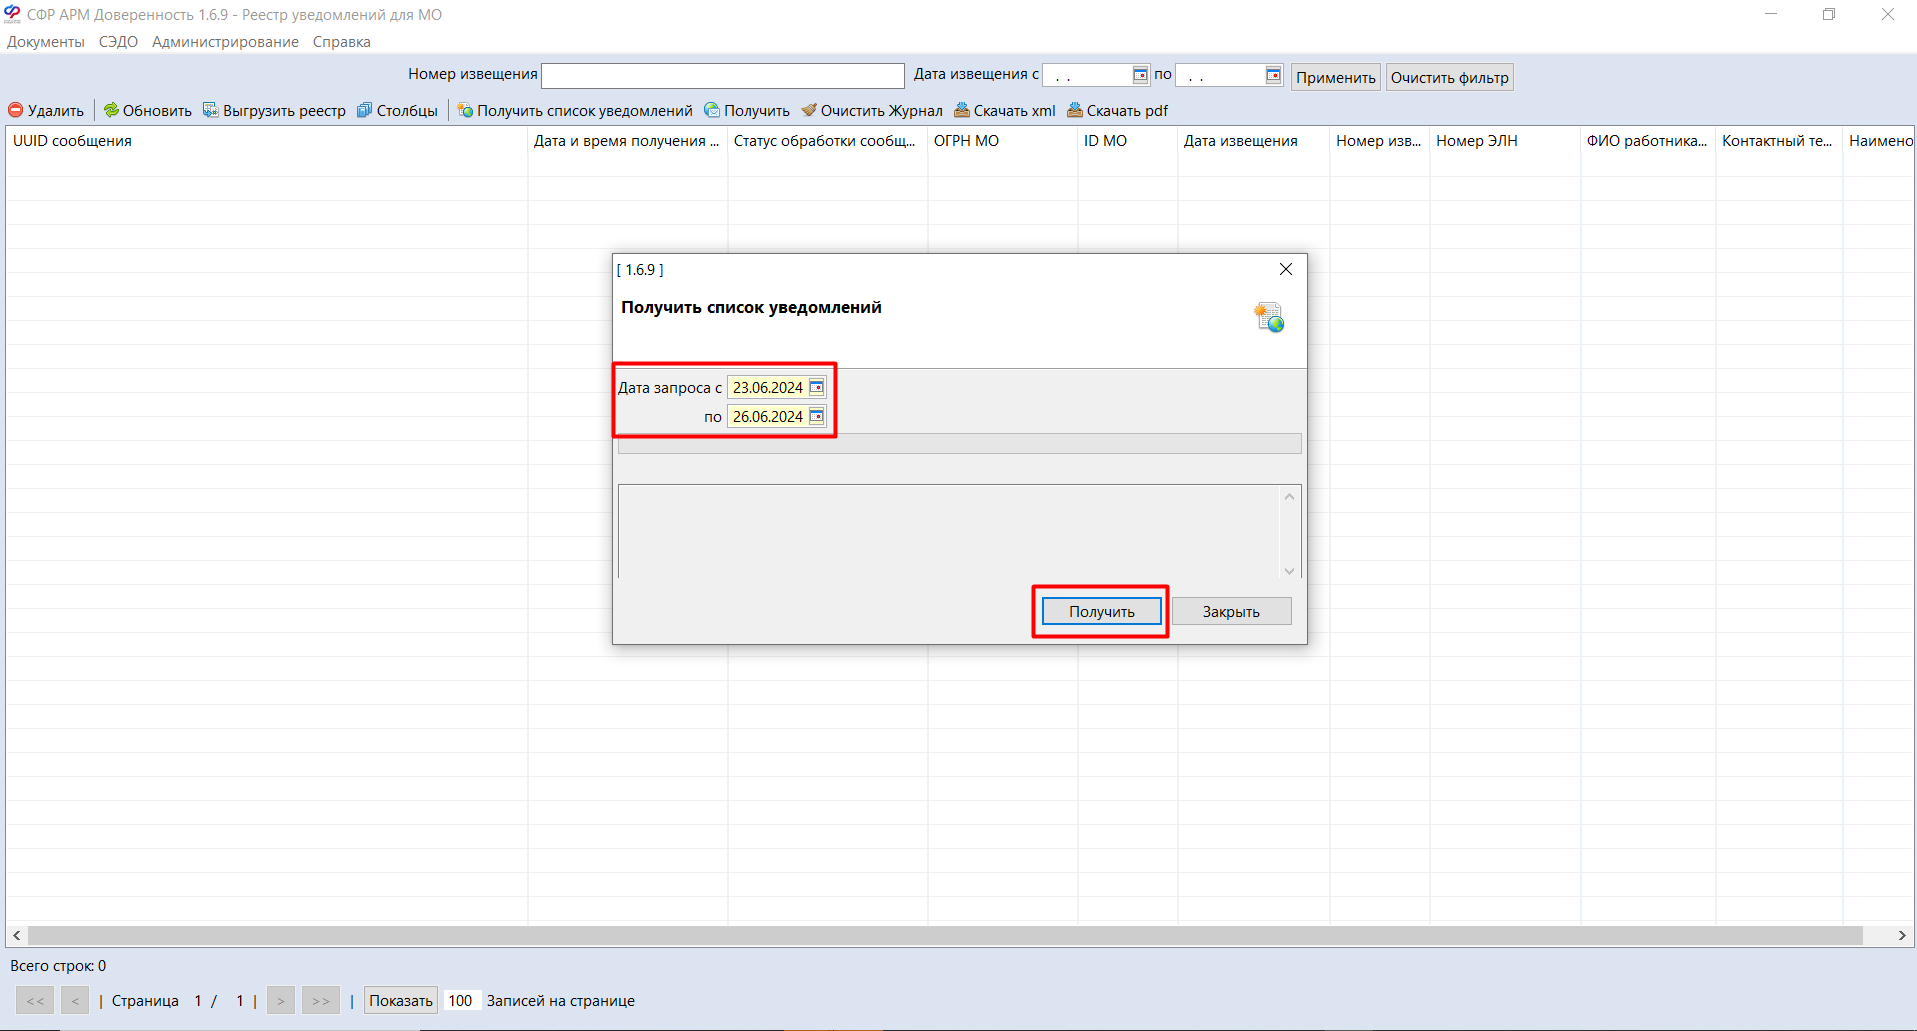 СФР АРМ Доверенность 1.6.9 - Реестр уведомлений для МО
Документы СЭДО Администрирование Справка
Номер извещения Дата извещения с . . по . . Применить Очистить фильтр
Удалить Обновить Выгрузить реестр Столбцы Получить список уведомлений Получить Очистить Журнал Скачать xml Скачать pdf
UUID сообщения Дата и время получения ... Статус обработки сообщ... ОГРН МО ID МО Дата извещения Номер изв... Номер ЭЛН ФИО работника... Контактный те... Наимено
[ 1.6.9 ]
Получить список уведомлений
Дата запроса с 23.06.2024
по 26.06.2024
Получить Закрыть
Всего строк: 0
<< < | Страница 1 / 1 | > >> | Показать 100 Записей на странице